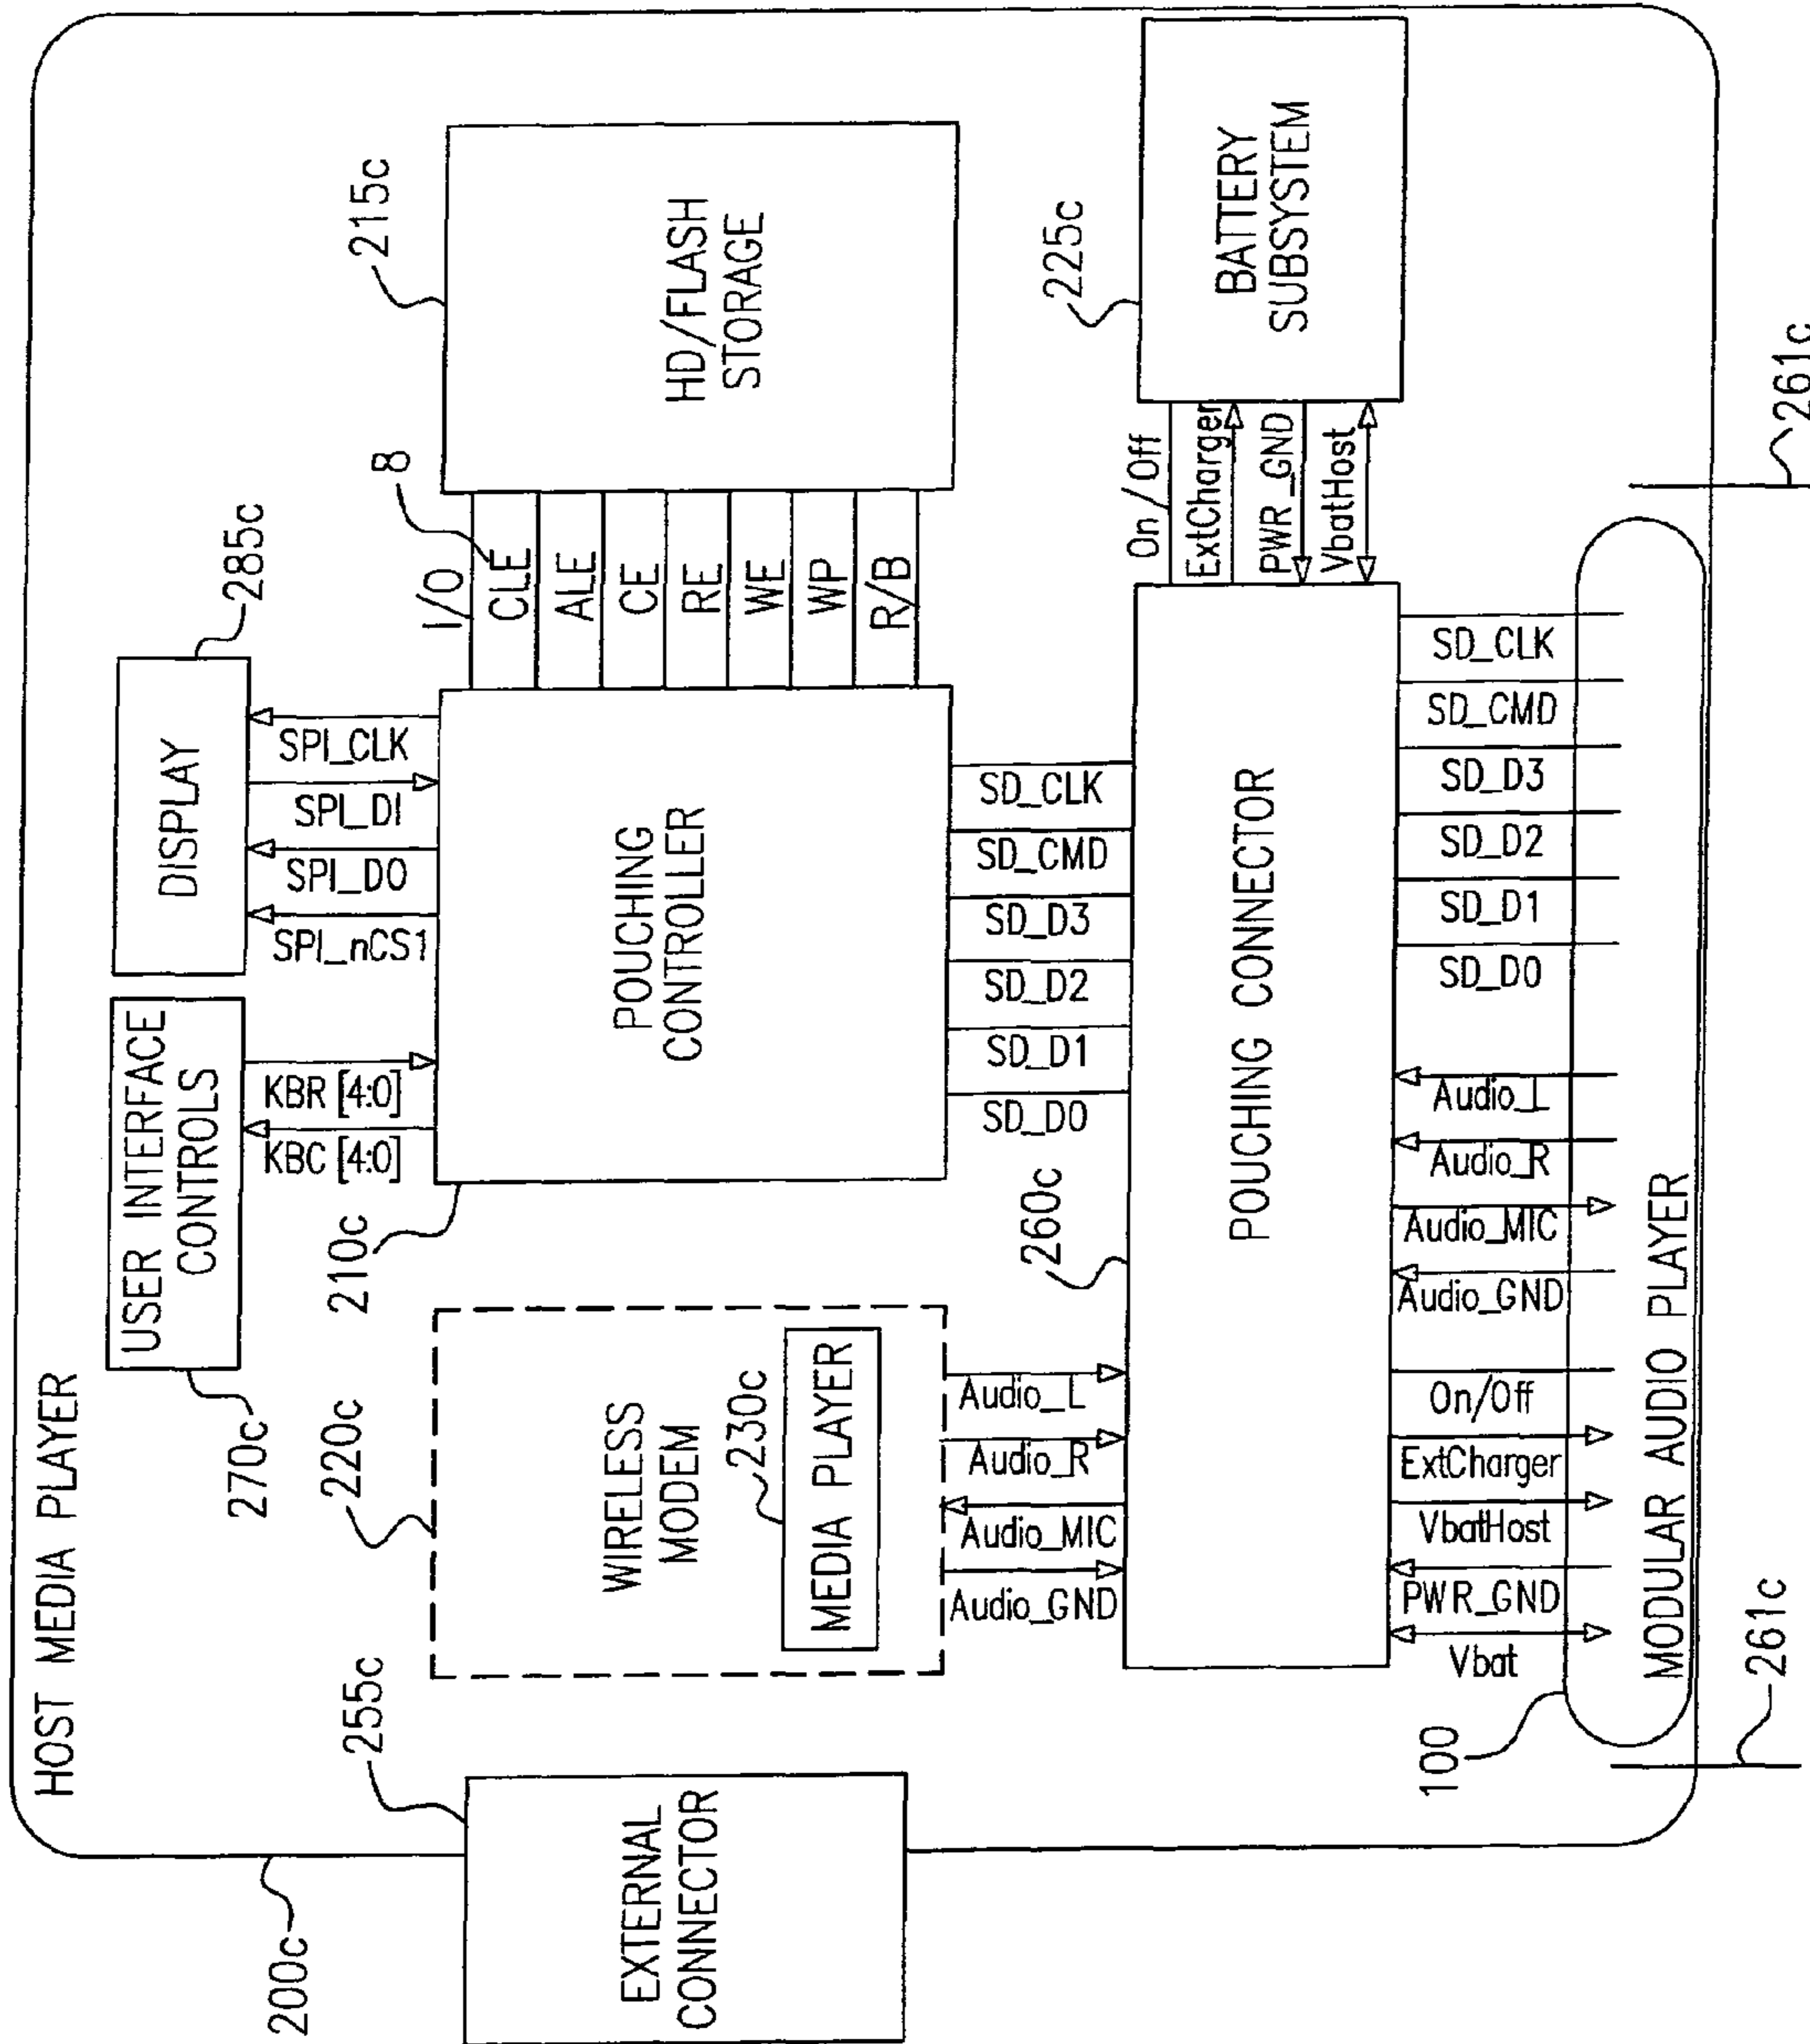 HOST MEDIA PLAYER
200c
EXTERNAL
CONNECTOR
255c
USER INTERFACE
CONTROLS
270c
DISPLAY
285c
KBC [4:0]
KBR [4:0]
SPI_nCS1
SPI_DO
SPI_DI
SPI_CLK
220c
WIRELESS
MODEM
MEDIA PLAYER
230c
210c
POUCHING
CONTROLLER
I/O
8
CLE
ALE
CE
RE
WE
WP
R/B
HD/FLASH
STORAGE
215c
Audio_GND
Audio_MIC
Audio_R
Audio_L
SD_D0
SD_D1
SD_D2
SD_D3
SD_CMD
SD_CLK
260c
POUCHING CONNECTOR
On/Off
ExtCharger
PWR_GND
VbatHost
BATTERY
SUBSYSTEM
225c
Vbat
PWR_GND
VbatHost
ExtCharger
On/Off
Audio_GND
Audio_MIC
Audio_R
Audio_L
SD_D0
SD_D1
SD_D2
SD_D3
SD_CMD
SD_CLK
100
MODULAR AUDIO PLAYER
261c
261c